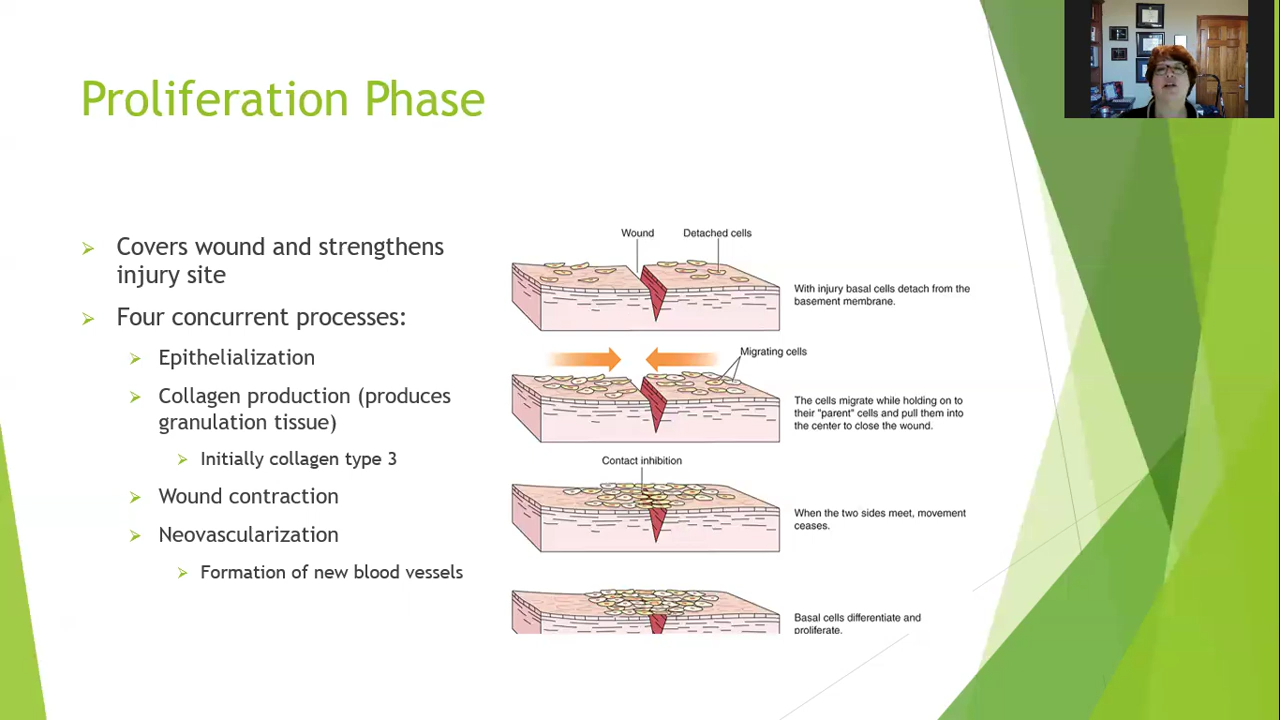 Proliferation Phase
Covers wound and strengthens
injury site
Four concurrent processes:
Epithelialization
Collagen production (produces
granulation tissue)
Initially collagen type 3
Wound contraction
Neovascularization
Formation of new blood vessels
Wound
Detached cells
With injury basal cells detach from the
basement membrane.
Migrating cells
The cells migrate while holding on to
their "parent" cells and pull them into
the center to close the wound.
Contact inhibition
When the two sides meet, movement
ceases.
Basal cells differentiate and
proliferate.